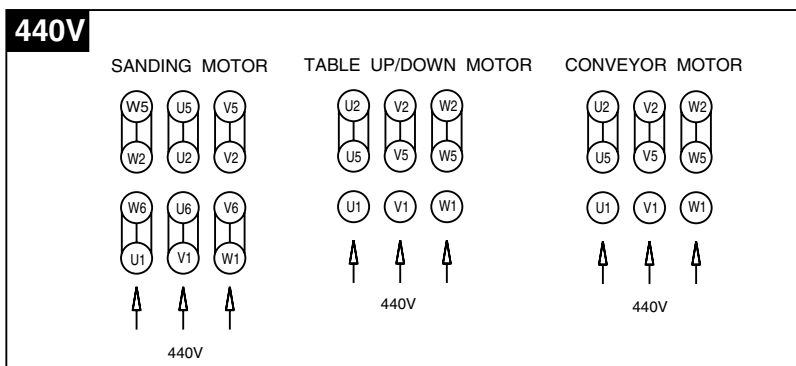 440V
SANDING MOTOR TABLE UP/DOWN MOTOR CONVEYOR MOTOR
W5 U5 V5 U2 V2 W2 U2 V2 W2
W2 U2 V2 U5 V5 W5 U5 V5 W5
W6 U6 V6 U1 V1 W1 U1 V1 W1
U1 V1 W1
440V 440V
440V